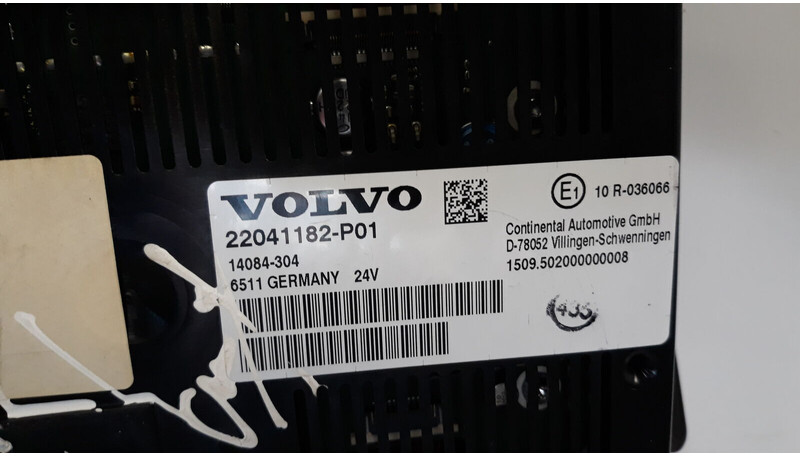 VOLVO
22041182-P01
14084-304
6511 GERMANY 24V
E1 10 R-036066
Continental Automotive GmbH
D-78052 Villingen-Schwenningen
1509.502000000008
433